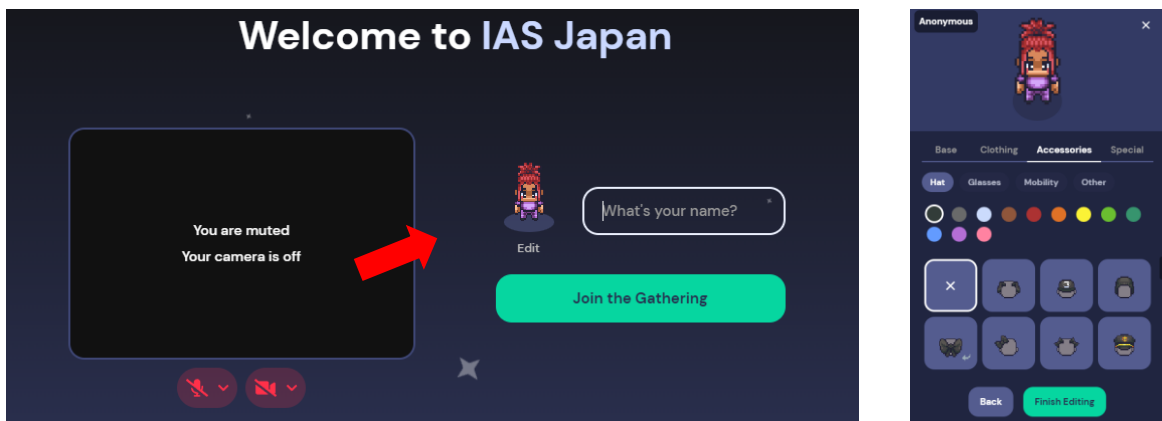 Welcome to IAS Japan
You are muted
Your camera is off
What's your name?
*
Edit
Join the Gathering
Anonymous
Base Clothing Accessories Special
Hat Glasses Mobility Other
3
Back Finish Editing